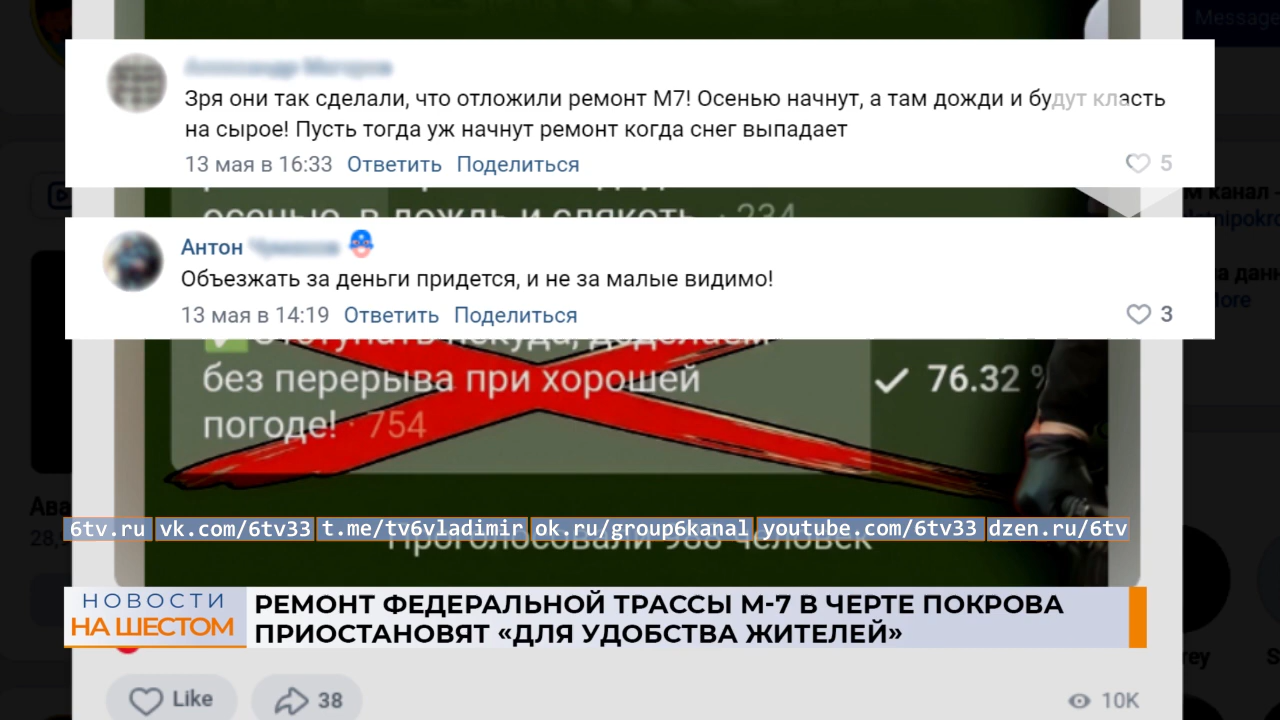 Message
Зря они так сделали, что отложили ремонт М7! Осенью начнут, а там дожди и будут класть
на сырое! Пусть тогда уж начнут ремонт когда снег выпадает
13 мая в 16:33 Ответить Поделиться
5
осенью, в дождь и слякоть · 234
Антон
Объезжать за деньги придется, и не за малые видимо!
13 мая в 14:19 Ответить Поделиться
3
без перерыва при хорошей
погоде! · 754
76.32 %
6tv.ru vk.com/6tv33 t.me/tv6vladimir ok.ru/group6kanal youtube.com/6tv33 dzen.ru/6tv
Проголосовали 988 человек
НОВОСТИ
НА ШЕСТОМ
РЕМОНТ ФЕДЕРАЛЬНОЙ ТРАССЫ М-7 В ЧЕРТЕ ПОКРОВА
ПРИОСТАНОВЯТ «ДЛЯ УДОБСТВА ЖИТЕЛЕЙ»
Like
38
10K